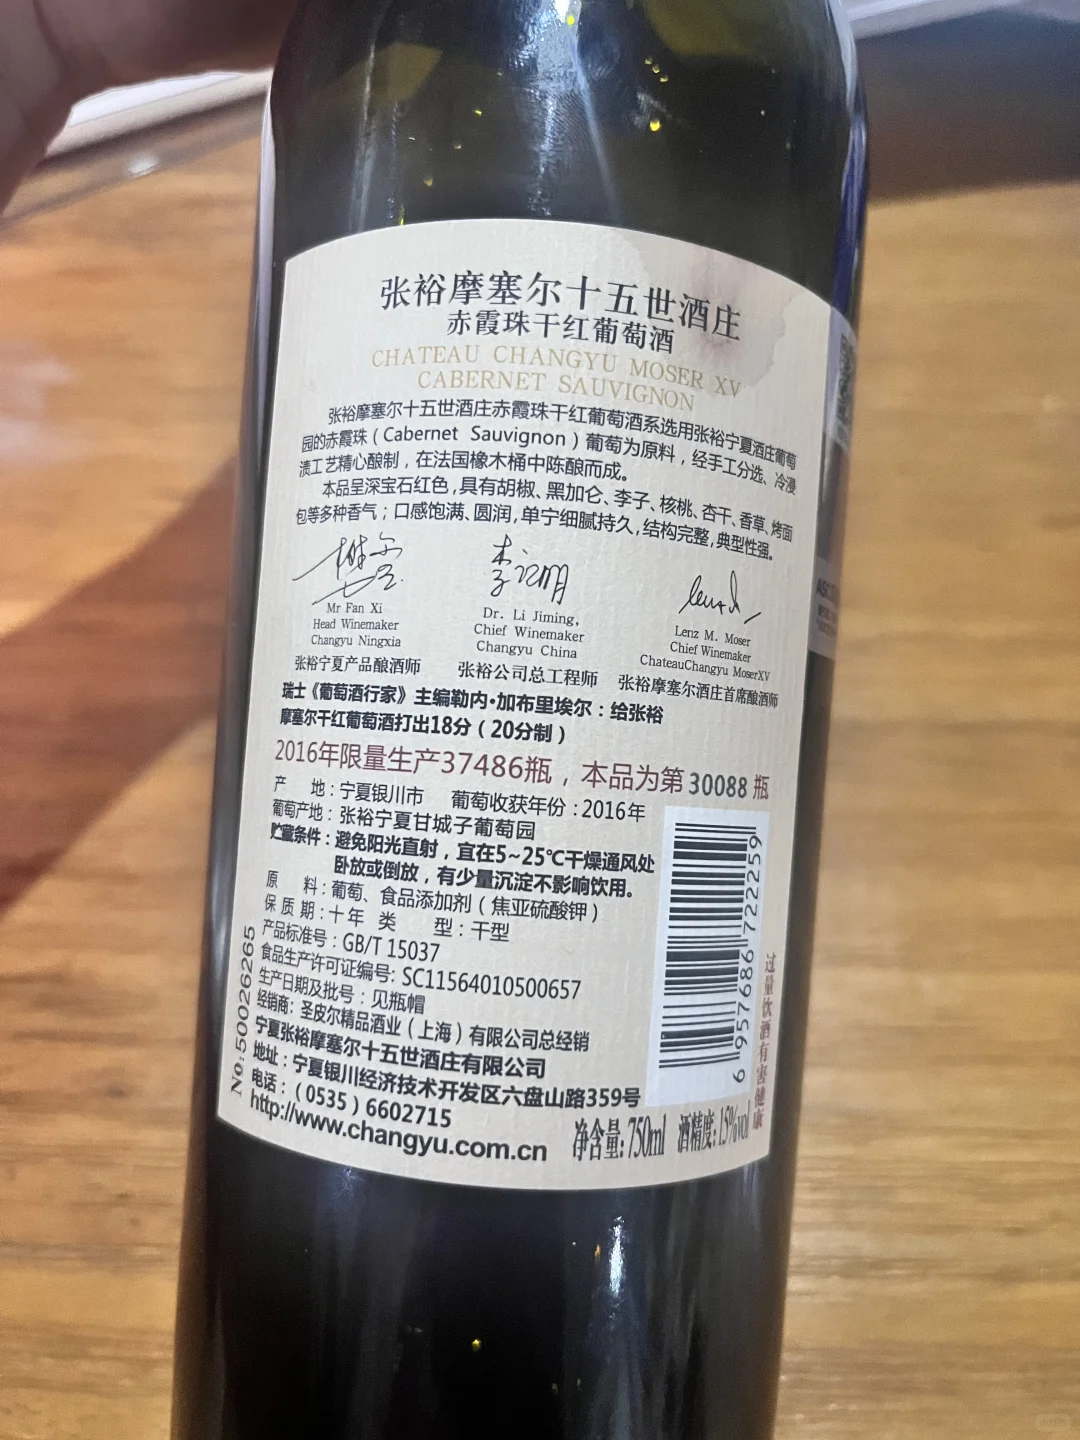 张裕摩塞尔十五世酒庄
赤霞珠干红葡萄酒
CHATEAU CHANGYU MOSER XV
CABERNET SAUVIGNON
张裕摩塞尔十五世酒庄赤霞珠干红葡萄酒系选用张裕宁夏酒庄葡萄
园的赤霞珠（Cabernet Sauvignon）葡萄为原料，经手工分选、冷浸
渍工艺精心酿制，在法国橡木桶中陈酿而成。
本品呈深宝石红色，具有胡椒、黑加仑、李子、核桃、杏干、香草、烤面
包等多种香气；口感饱满、圆润，单宁细腻持久，结构完整，典型性强。
Mr Fan Xi
Head Winemaker
Changyu Ningxia
张裕宁夏产品酿酒师
李记明
Dr. Li Jiming,
Chief Winemaker
Changyu China
张裕公司总工程师
Lenz M. Moser
Chief Winemaker
ChateauChangyu MoserXV
张裕摩塞尔酒庄首席酿酒师
瑞士《葡萄酒行家》主编勒内·加布里埃尔：给张裕
摩塞尔干红葡萄酒打出18分（20分制）
2016年限量生产37486瓶，本品为第30088瓶
产 地：宁夏银川市 葡萄收获年份：2016年
葡萄产地：张裕宁夏甘城子葡萄园
贮藏条件：避免阳光直射，宜在5~25℃干燥通风处
卧放或倒放，有少量沉淀不影响饮用。
原 料：葡萄、食品添加剂（焦亚硫酸钾）
保 质 期：十年 类 型：干型
产品标准号：GB/T 15037
食品生产许可证编号：SC11564010500657
生产日期及批号：见瓶帽
经销商：圣皮尔精品酒业（上海）有限公司总经销
宁夏张裕摩塞尔十五世酒庄有限公司
地址：宁夏银川经济技术开发区六盘山路359号
电话：（0535）6602715
http://www.changyu.com.cn
净含量：750ml 酒精度：15%vol
No:50026265
6 957686 722259
过量饮酒有害健康